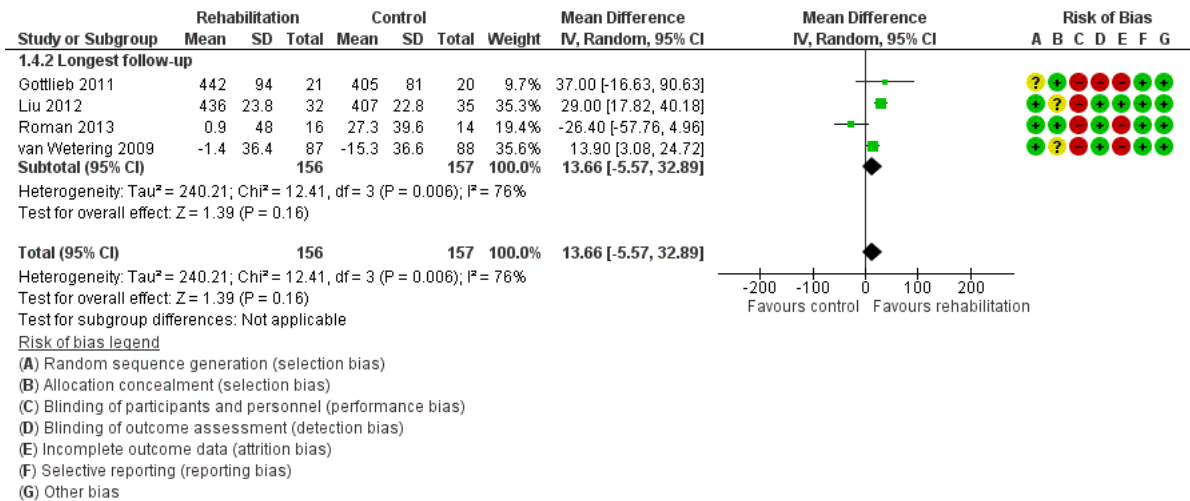 Rehabilitation Control Mean Difference Mean Difference Risk of Bias
Study or Subgroup Mean SD Total Mean SD Total Weight IV, Random, 95% CI IV, Random, 95% CI A B C D E F G
1.4.2 Longest follow-up
Gottlieb 2011 442 94 21 405 81 20 9.7% 37.00 [-16.63, 90.63] ? + - - - + +
Liu 2012 436 23.8 32 407 22.8 35 35.3% 29.00 [17.82, 40.18] + ? - + - + +
Roman 2013 0.9 48 16 27.3 39.6 14 19.4% -26.40 [-57.76, 4.96] + + - + - + +
van Wetering 2009 -1.4 36.4 87 -15.3 36.6 88 35.6% 13.90 [3.08, 24.72] + ? - + - + +
Subtotal (95% CI) 156 157 100.0% 13.66 [-5.57, 32.89]
Heterogeneity: Tau² = 240.21; Chi² = 12.41, df = 3 (P = 0.006); I² = 76%
Test for overall effect: Z = 1.39 (P = 0.16)
Total (95% CI) 156 157 100.0% 13.66 [-5.57, 32.89]
Heterogeneity: Tau² = 240.21; Chi² = 12.41, df = 3 (P = 0.006); I² = 76%
Test for overall effect: Z = 1.39 (P = 0.16)
Test for subgroup differences: Not applicable
-200 -100 0 100 200
Favours control Favours rehabilitation
Risk of bias legend
(A) Random sequence generation (selection bias)
(B) Allocation concealment (selection bias)
(C) Blinding of participants and personnel (performance bias)
(D) Blinding of outcome assessment (detection bias)
(E) Incomplete outcome data (attrition bias)
(F) Selective reporting (reporting bias)
(G) Other bias